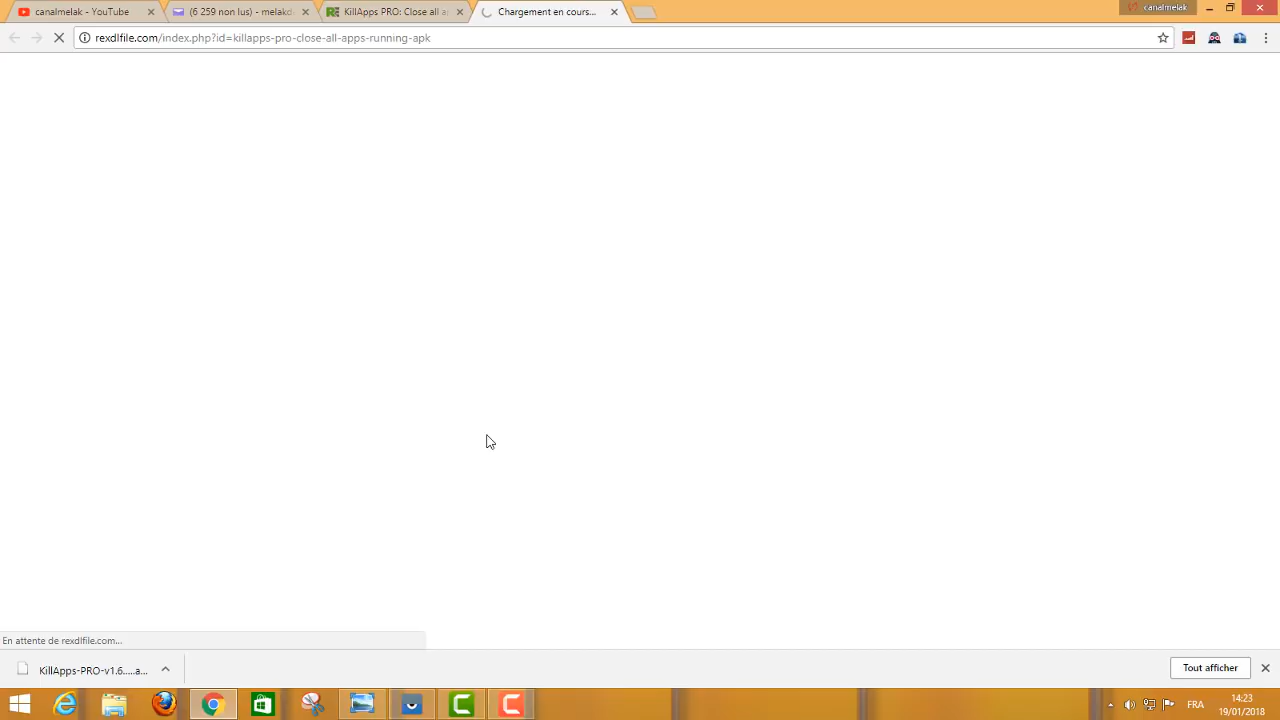 canalmelak - YouTube
(6 259 non lus) - melakd
KillApps PRO: Close all a
Chargement en cours...
canalmelak
rexdlfile.com/index.php?id=killapps-pro-close-all-apps-running-apk
En attente de rexdlfile.com...
KillApps-PRO-v1.6....a...
Tout afficher
FRA
14:23
19/01/2018